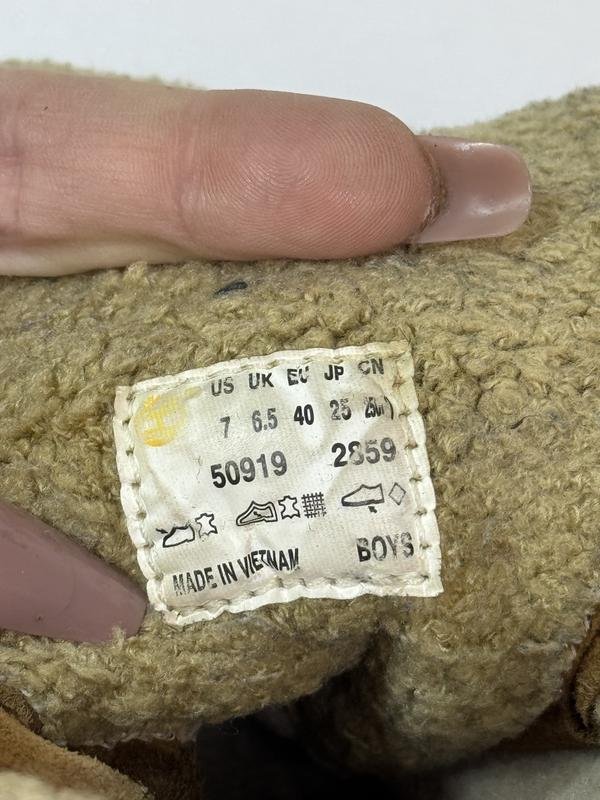 US UK EU JP CN
7 6.5 40 25
50919 2859
MADE IN VIETNAM BOYS